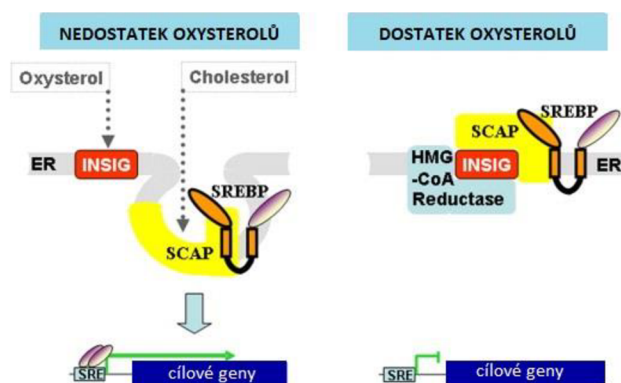 NEDOSTATEK OXYSTEROLŮ
Oxysterol
Cholesterol
ER
INSIG
SREBP
SCAP
SRE
cílové geny
DOSTATEK OXYSTEROLŮ
SREBP
SCAP
HMG
-CoA
Reductase
INSIG
ER
SRE
cílové geny